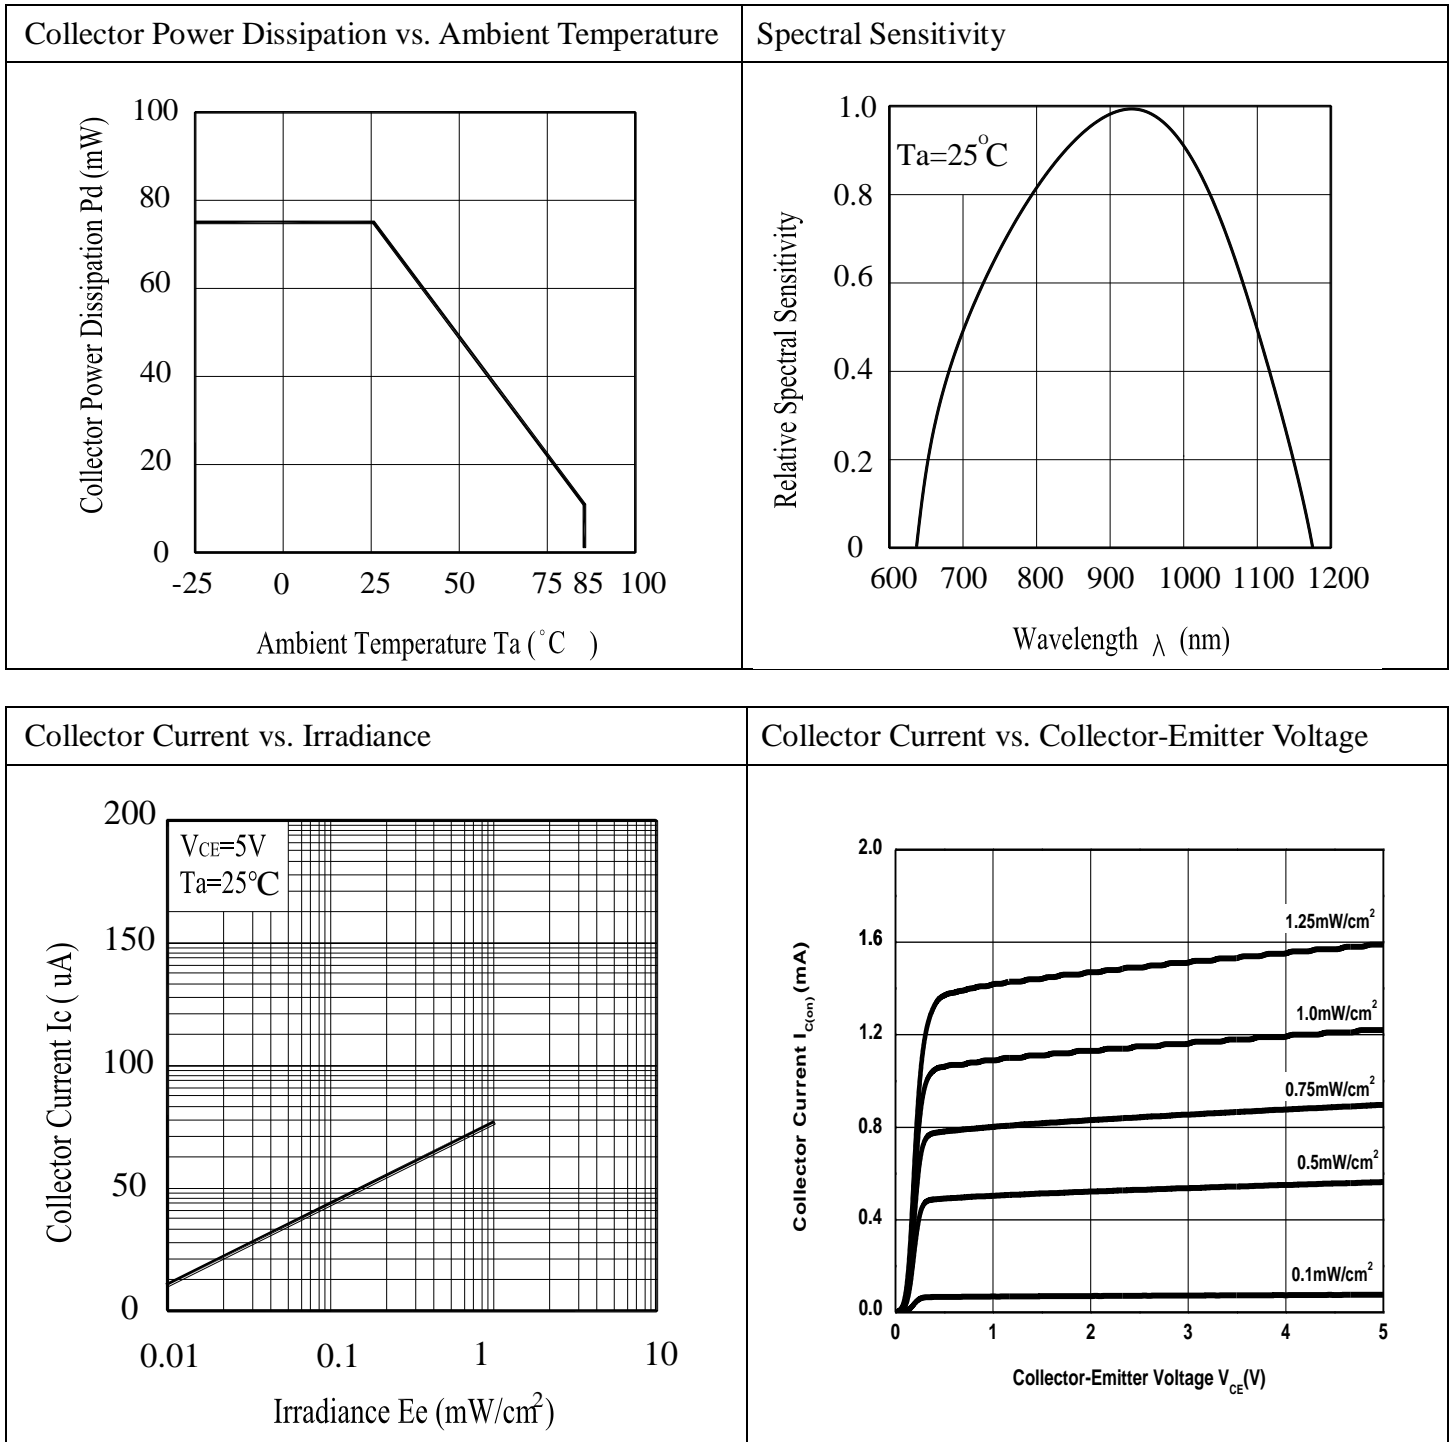 Collector Power Dissipation vs. Ambient Temperature
Spectral Sensitivity
Collector Power Dissipation Pd (mW)
100
80
60
40
20
0
-25 0 25 50 75 85 100
Ambient Temperature Ta (°C )
Relative Spectral Sensitivity
1.0
0.8
0.6
0.4
0.2
0
Ta=25°C
600 700 800 900 1000 1100 1200
Wavelength λ (nm)
Collector Current vs. Irradiance
Collector Current vs. Collector-Emitter Voltage
Collector Current Ic ( uA)
200
150
100
50
0
VCE=5V
Ta=25°C
0.01 0.1 1 10
Irradiance Ee (mW/cm²)
Collector Current IC(on) (mA)
2.0
1.6
1.2
0.8
0.4
0.0
1.25mW/cm²
1.0mW/cm²
0.75mW/cm²
0.5mW/cm²
0.1mW/cm²
0 1 2 3 4 5
Collector-Emitter Voltage VCE(V)